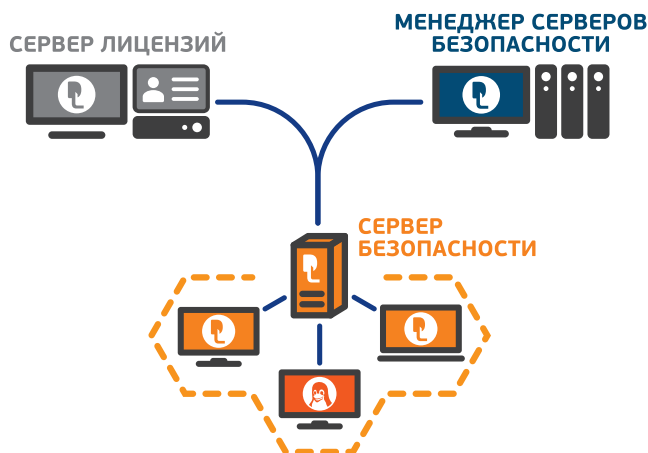 СЕРВЕР ЛИЦЕНЗИЙ
МЕНЕДЖЕР СЕРВЕРОВ
БЕЗОПАСНОСТИ
СЕРВЕР
БЕЗОПАСНОСТИ